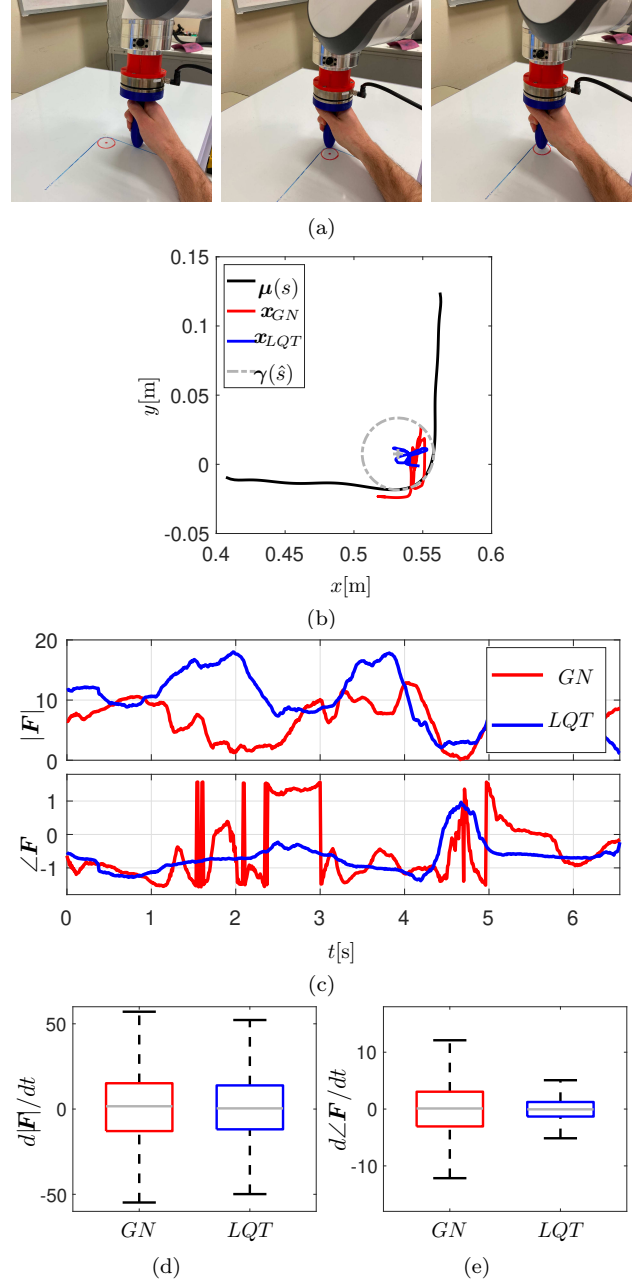 (a)
0.15
0.1
0.05
0
-0.05
y[m]
μ(s)
x_GN
x_LQT
γ(ŝ)
0.4 0.45 0.5 0.55 0.6
x[m]
(b)
20
10
0
|F|
GN
LQT
1
0
-1
∠F
0 1 2 3 4 5 6
t[s]
(c)
50
0
-50
d|F|/dt
GN LQT
(d)
10
0
-10
d∠F/dt
GN LQT
(e)